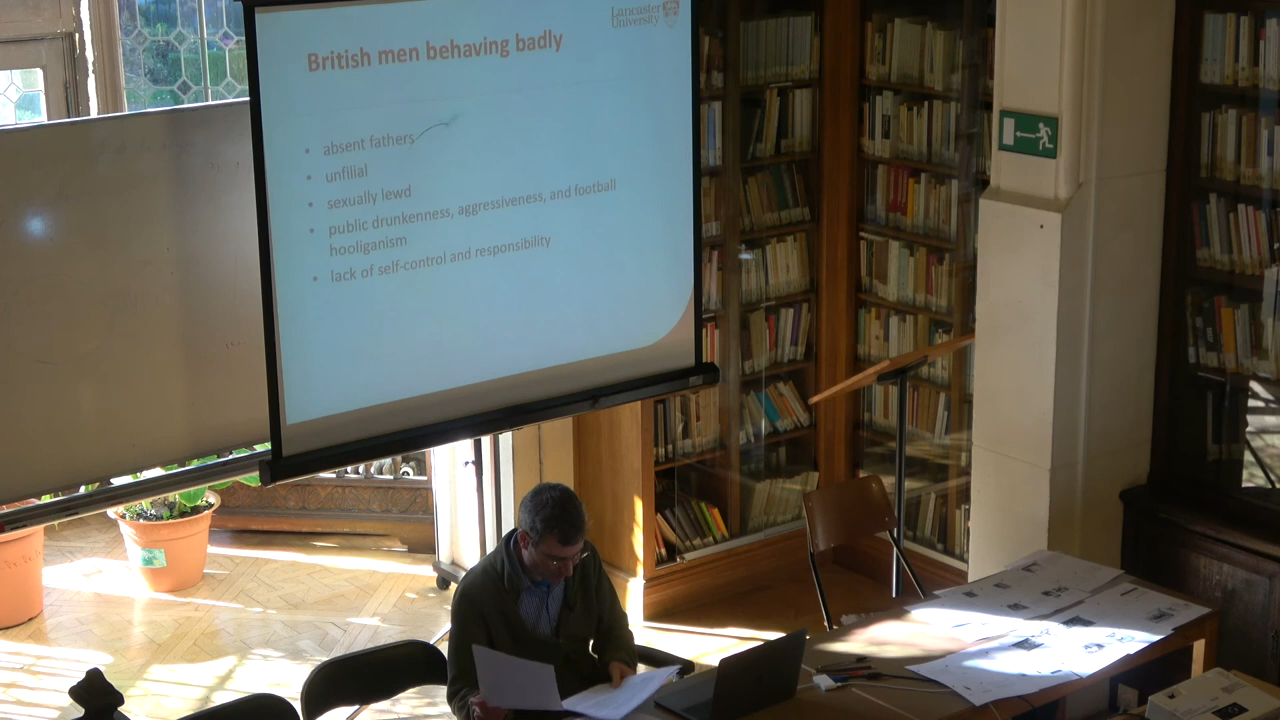 Lancaster
University
British men behaving badly
• absent fathers
• unfilial
• sexually lewd
• public drunkenness, aggressiveness, and football
hooliganism
• lack of self-control and responsibility